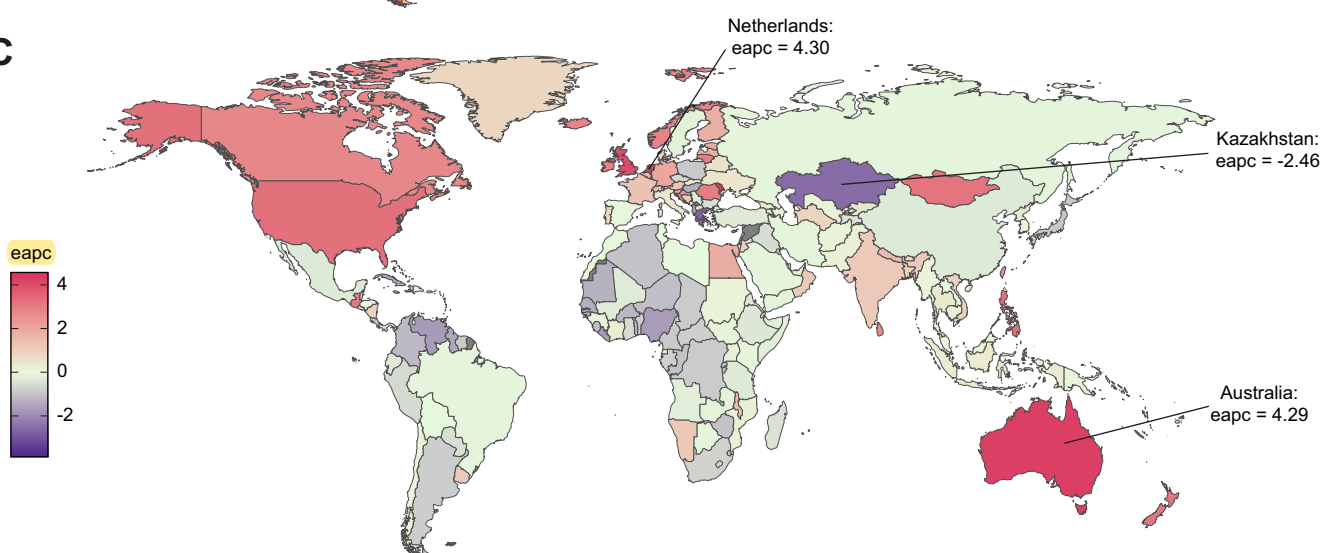 C
Netherlands:
eapc = 4.30
Kazakhstan:
eapc = -2.46
eapc
4
2
0
-2
Australia:
eapc = 4.29